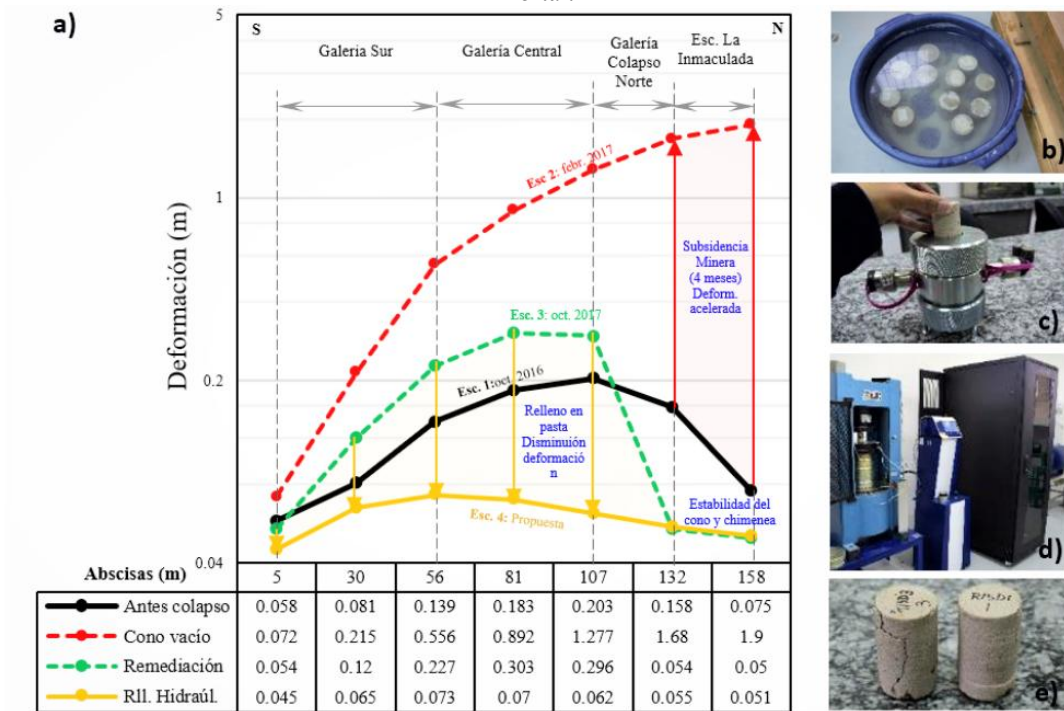 a)
5
S
N
Galeria Sur
Galería Central
Galería
Colapso
Norte
Esc. La
Inmaculada
Esc 2: febr. 2017
1
Deformación (m)
Subsidencia
Minera
(4 meses)
Deform.
acelerada
Esc. 3: oct. 2017
0.2
Esc. 1:oct. 2016
Relleno en
pasta
Disminuión
deformació
n
Esc. 4: Propuesta
Estabilidad del
cono y chimenea
0.04
Abscisas (m) 5 30 56 81 107 132 158
Antes colapso 0.058 0.081 0.139 0.183 0.203 0.158 0.075
Cono vacío 0.072 0.215 0.556 0.892 1.277 1.68 1.9
Remediación 0.054 0.12 0.227 0.303 0.296 0.054 0.05
Rll. Hidraúl. 0.045 0.065 0.073 0.07 0.062 0.055 0.051
b)
c)
d)
e)
1